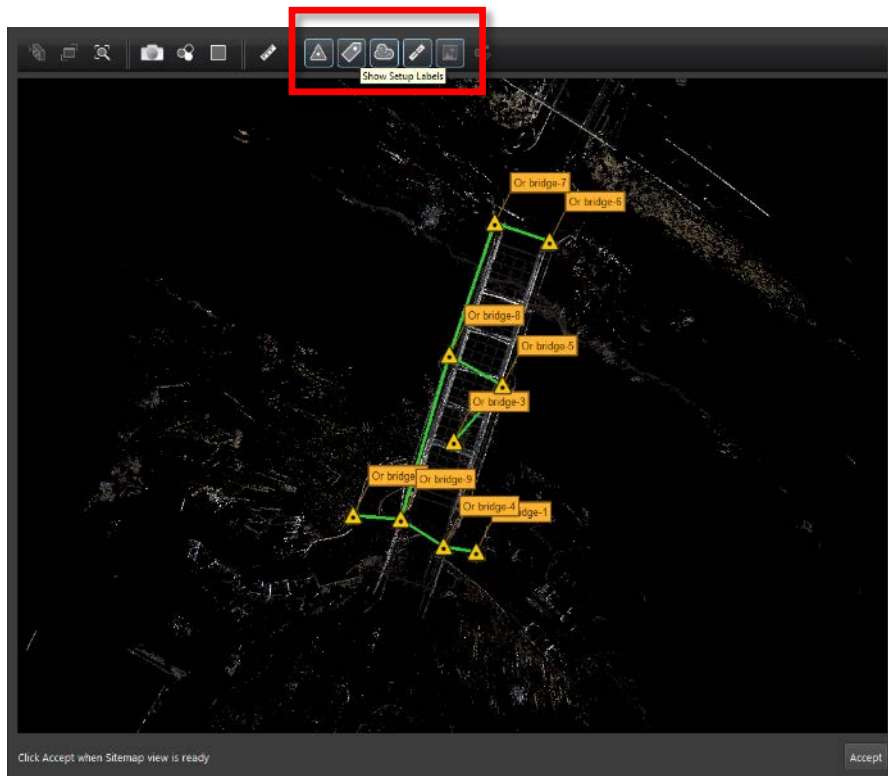 Show Setup Labels
Or bridge-7
Or bridge-6
Or bridge-8
Or bridge-5
Or bridge-3
Or bridge
Or bridge-9
Or bridge-4
dge-1
Click Accept when Sitemap view is ready
Accept